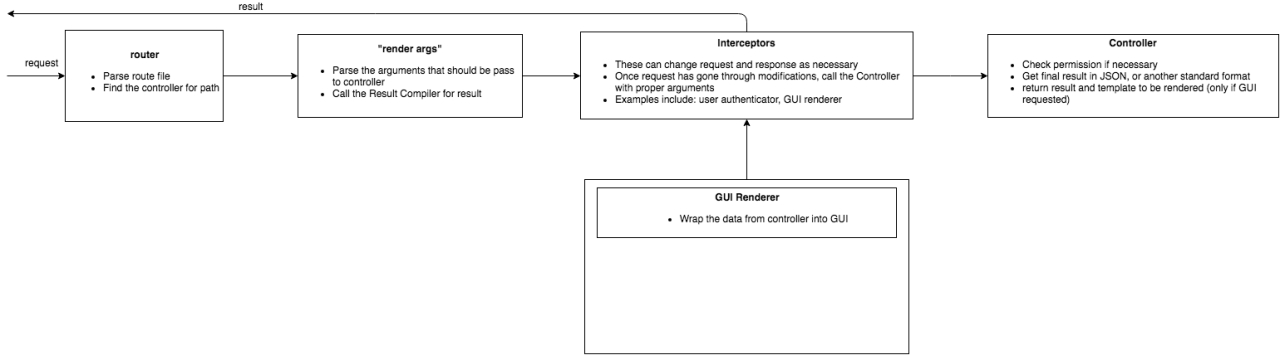 result
request
router
• Parse route file
• Find the controller for path
"render args"
• Parse the arguments that should be pass
to controller
• Call the Result Compiler for result
Interceptors
• These can change request and response as necessary
• Once request has gone through modifications, call the Controller
with proper arguments
• Examples include: user authenticator, GUI renderer
Controller
• Check permission if necessary
• Get final result in JSON, or another standard format
• return result and template to be rendered (only if GUI
requested)
GUI Renderer
• Wrap the data from controller into GUI